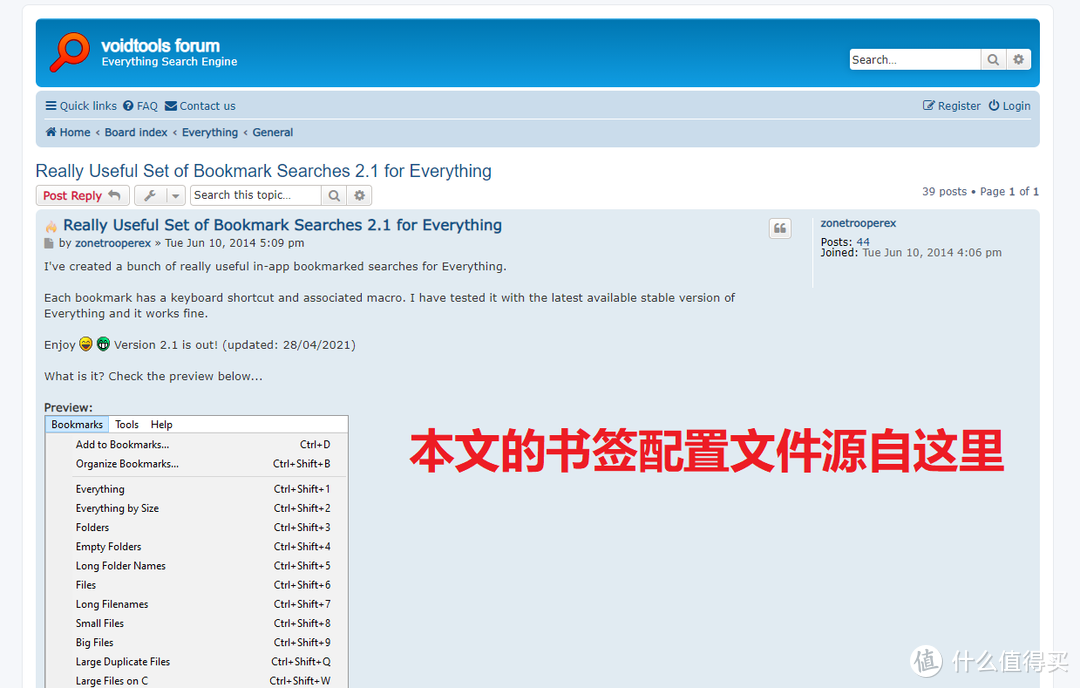 voidtools forum
Everything Search Engine
Search...
Quick links FAQ Contact us
Register Login
Home ‹ Board index ‹ Everything ‹ General
Really Useful Set of Bookmark Searches 2.1 for Everything
Post Reply
Search this topic...
39 posts • Page 1 of 1
Really Useful Set of Bookmark Searches 2.1 for Everything
by zonetrooperex » Tue Jun 10, 2014 5:09 pm
zonetrooperex
Posts: 44
Joined: Tue Jun 10, 2014 4:06 pm
I've created a bunch of really useful in-app bookmarked searches for Everything.
Each bookmark has a keyboard shortcut and associated macro. I have tested it with the latest available stable version of
Everything and it works fine.
Enjoy Version 2.1 is out! (updated: 28/04/2021)
What is it? Check the preview below...
Preview:
Bookmarks Tools Help
Add to Bookmarks... Ctrl+D
Organize Bookmarks... Ctrl+Shift+B
Everything Ctrl+Shift+1
Everything by Size Ctrl+Shift+2
Folders Ctrl+Shift+3
Empty Folders Ctrl+Shift+4
Long Folder Names Ctrl+Shift+5
Files Ctrl+Shift+6
Long Filenames Ctrl+Shift+7
Small Files Ctrl+Shift+8
Big Files Ctrl+Shift+9
Large Duplicate Files Ctrl+Shift+Q
Large Files on C Ctrl+Shift+W
本文的书签配置文件源自这里
值 什么值得买